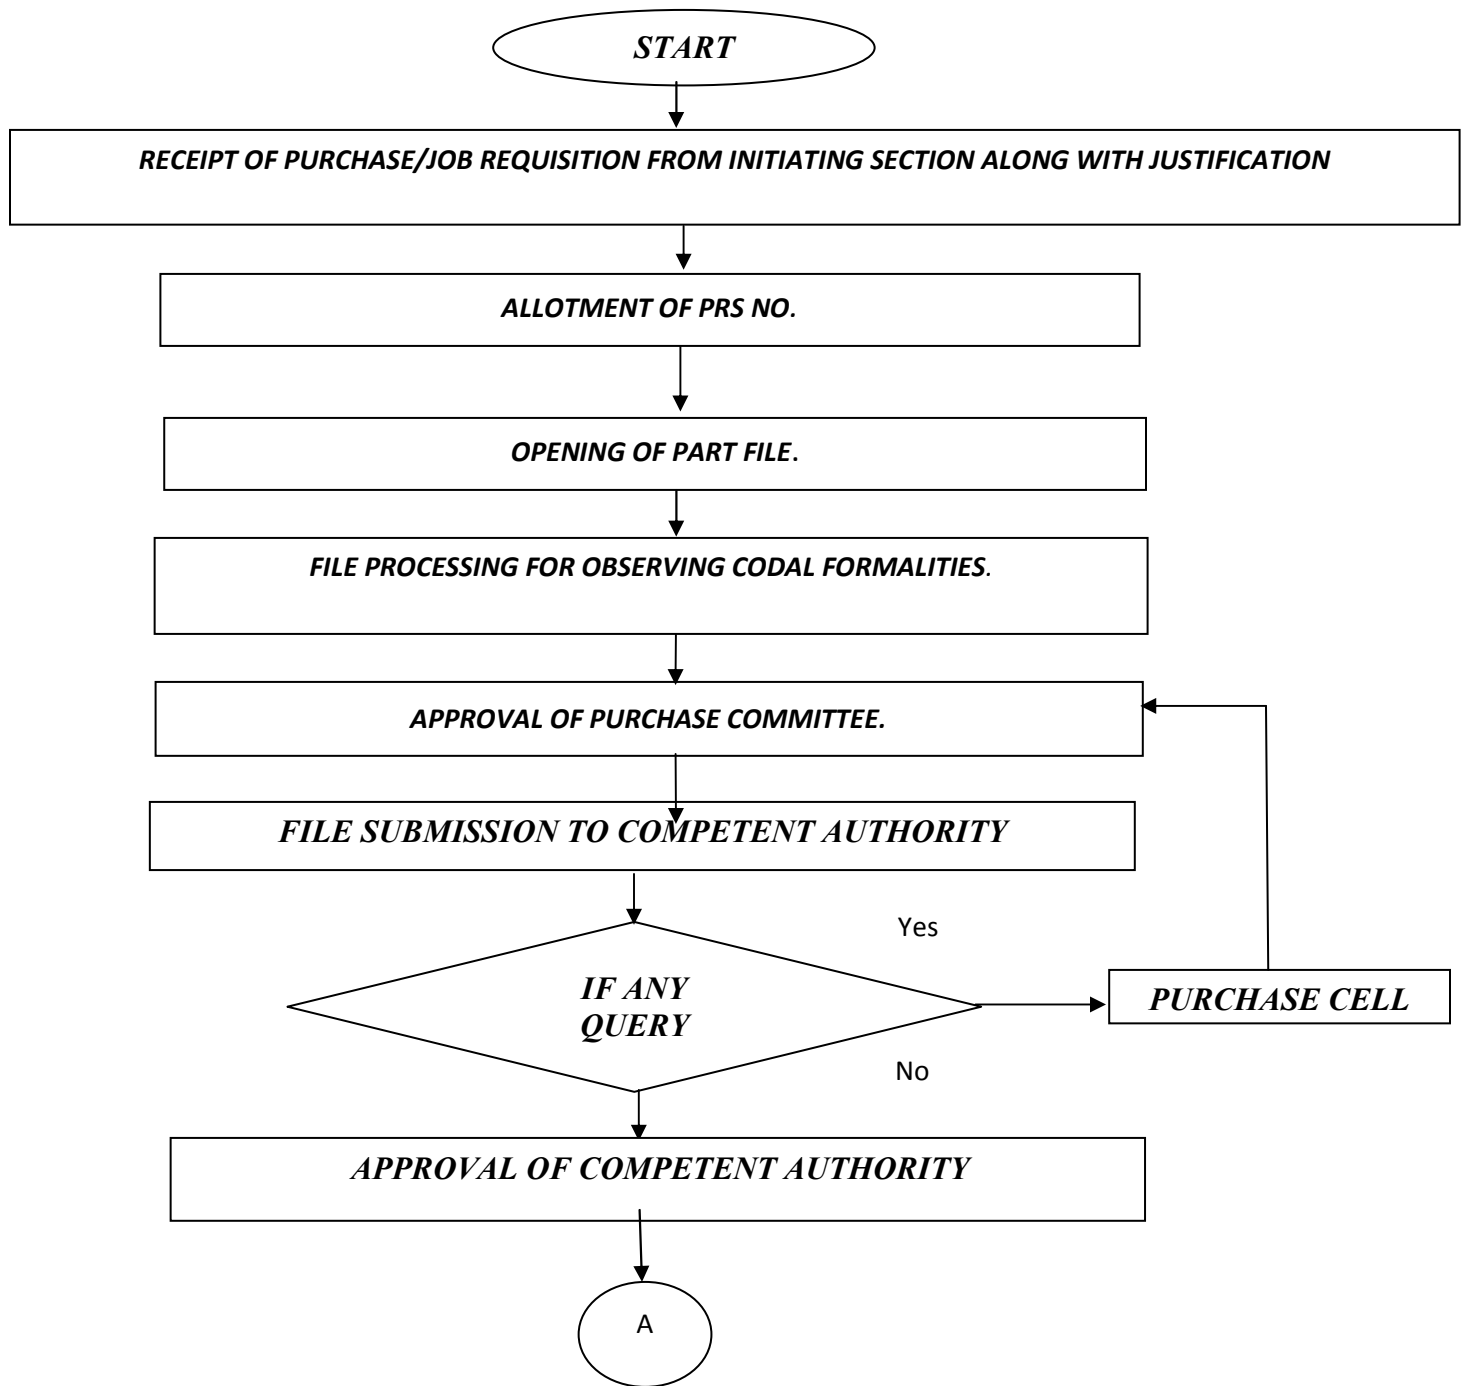 START
RECEIPT OF PURCHASE/JOB REQUISITION FROM INITIATING SECTION ALONG WITH JUSTIFICATION
ALLOTMENT OF PRS NO.
OPENING OF PART FILE.
FILE PROCESSING FOR OBSERVING CODAL FORMALITIES.
APPROVAL OF PURCHASE COMMITTEE.
FILE SUBMISSION TO COMPETENT AUTHORITY
Yes
IF ANY
QUERY
PURCHASE CELL
No
APPROVAL OF COMPETENT AUTHORITY
A